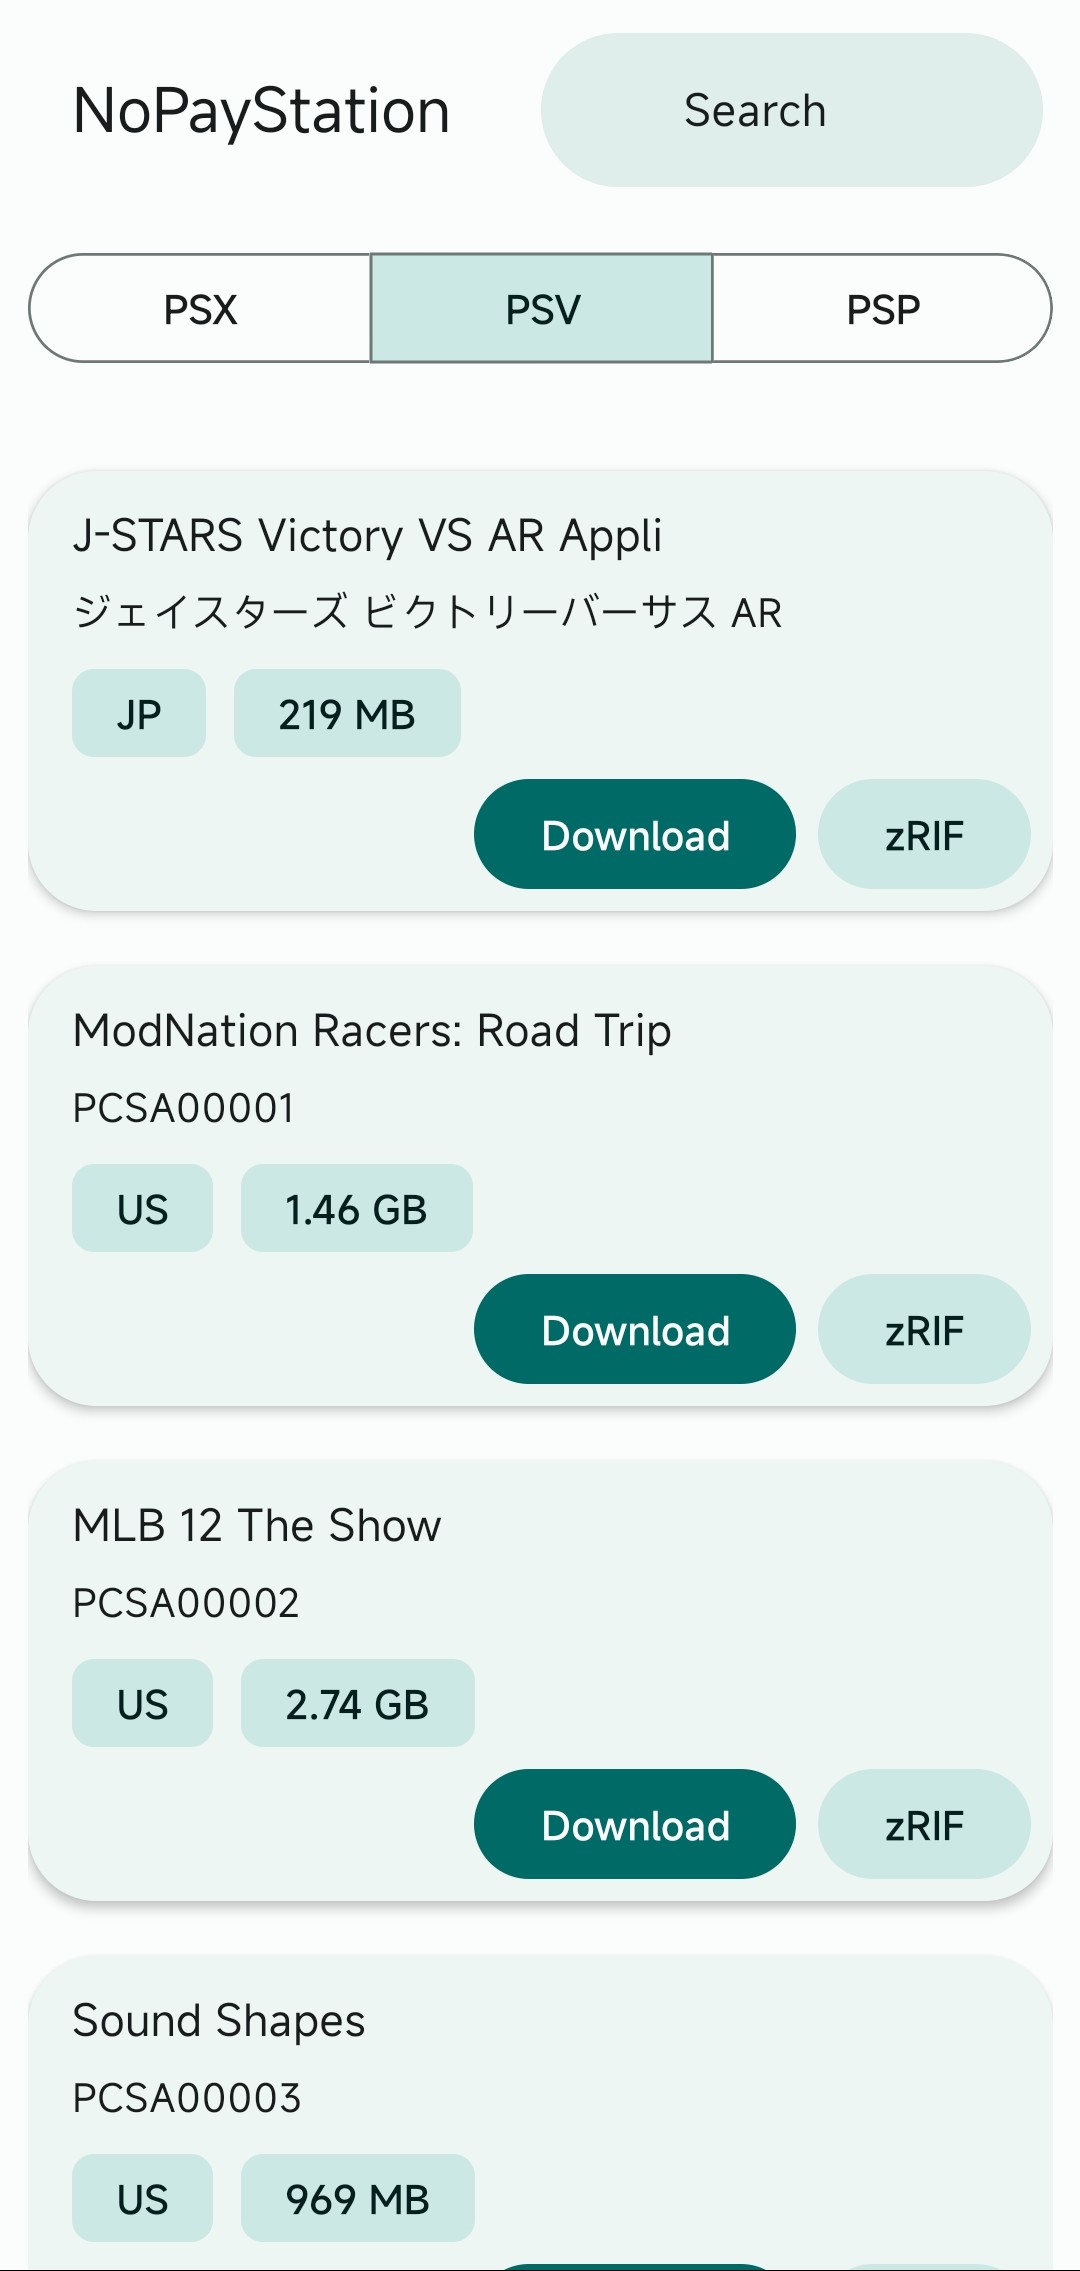 NoPayStation
Search
PSX
PSV
PSP
J-STARS Victory VS AR Appli
ジェイスターズ ビクトリーバーサス AR
JP
219 MB
Download
zRIF
ModNation Racers: Road Trip
PCSA00001
US
1.46 GB
Download
zRIF
MLB 12 The Show
PCSA00002
US
2.74 GB
Download
zRIF
Sound Shapes
PCSA00003
US
969 MB